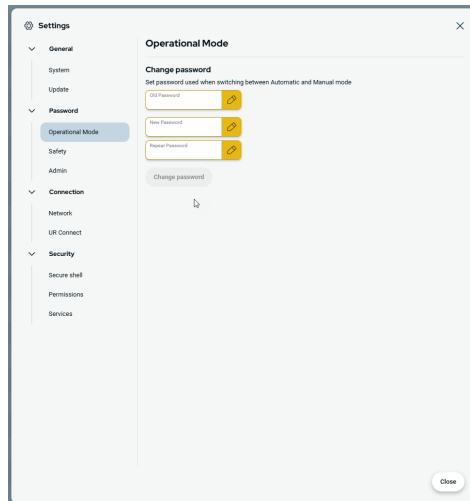 Settings
General
System
Update
Password
Operational Mode
Safety
Admin
Connection
Network
UR Connect
Security
Secure shell
Permissions
Services
Operational Mode
Change password
Set password used when switching between Automatic and Manual mode
Old Password
New Password
Repeat Password
Change password
Close